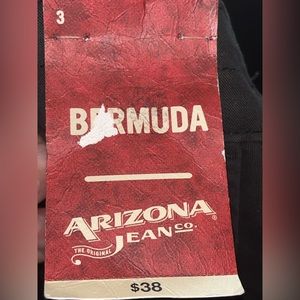 3
BERMUDA
ARIZONA®
THE ORIGINAL JEAN CO.
$38